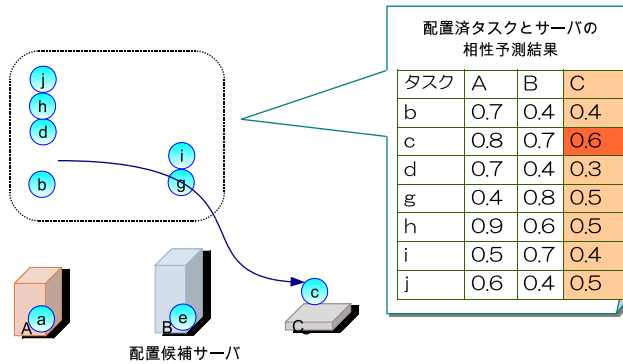 配置済タスクとサーバの
相性予測結果
タスク A B C
b 0.7 0.4 0.4
c 0.8 0.7 0.6
d 0.7 0.4 0.3
g 0.4 0.8 0.5
h 0.9 0.6 0.5
i 0.5 0.7 0.4
j 0.6 0.4 0.5
j
h
d
i
b
g
c
A a
B e
C
配置候補サーバ